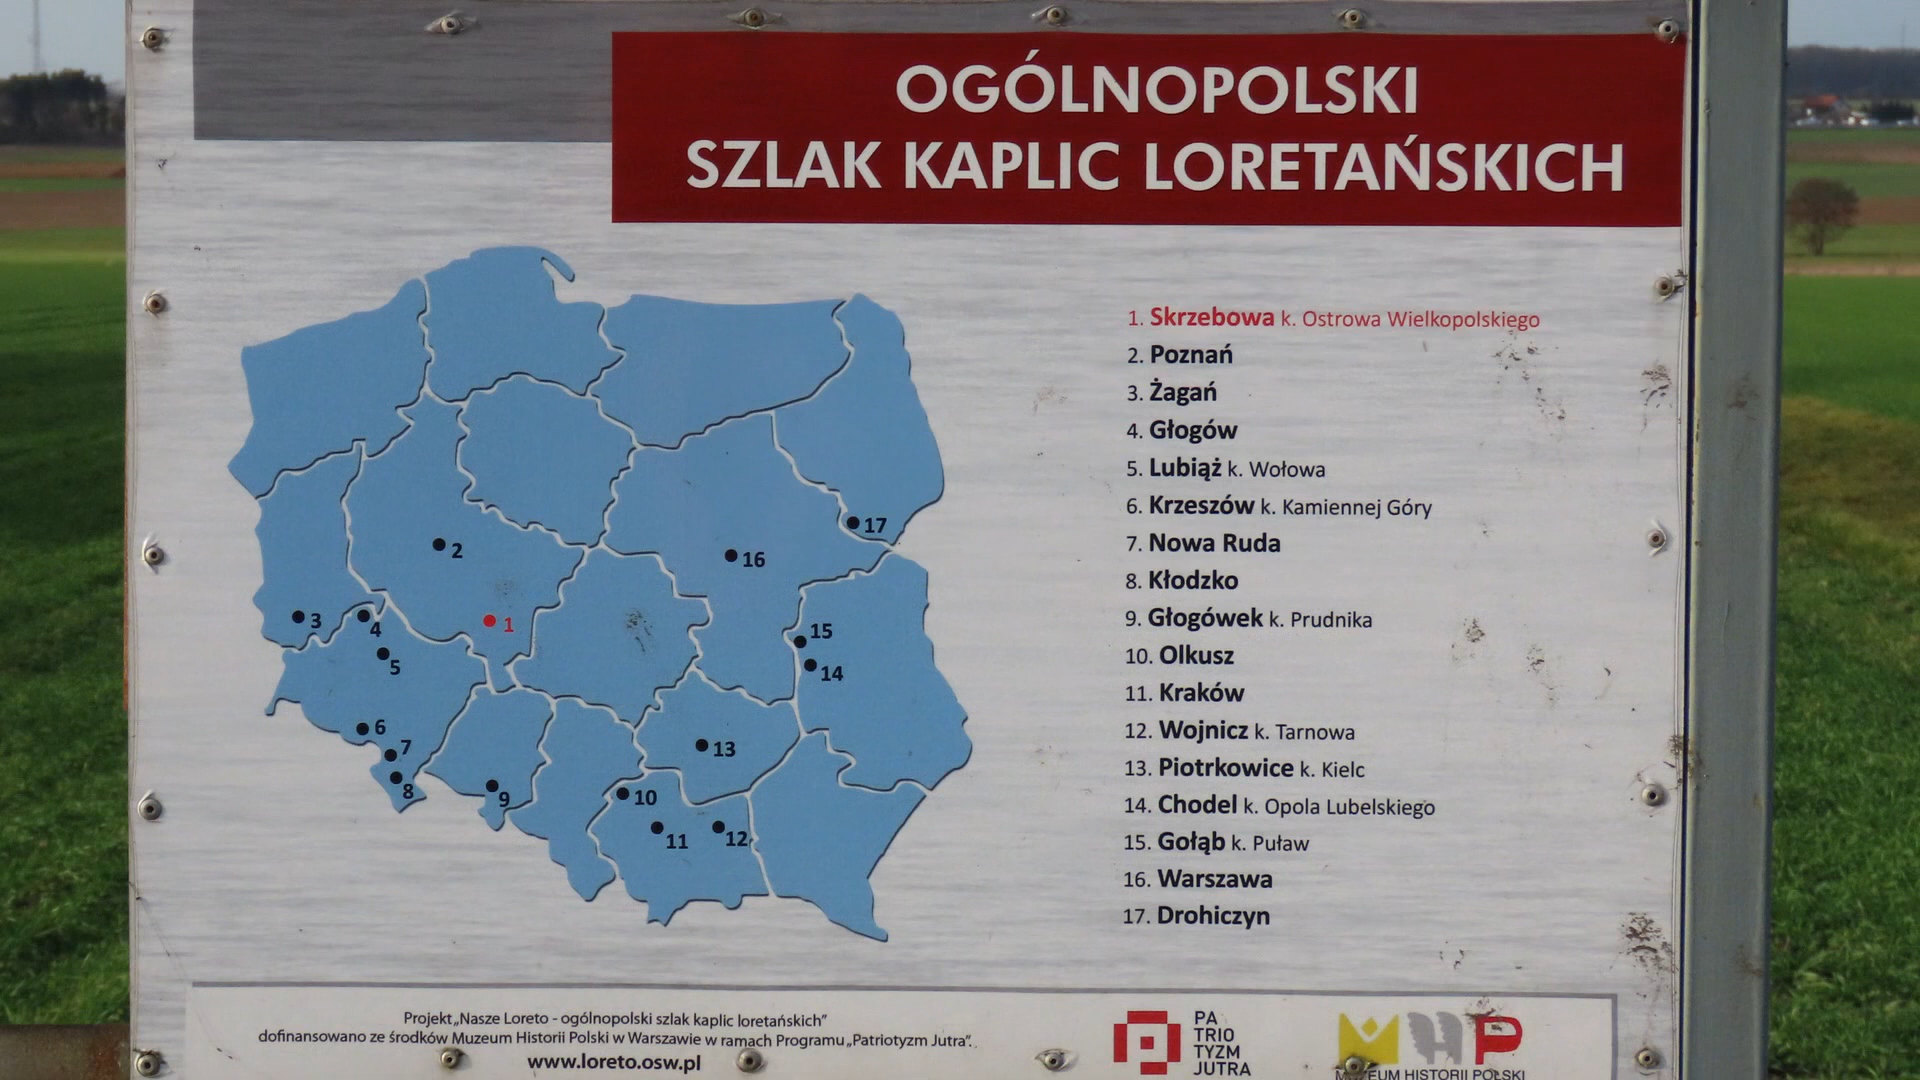 OGÓLNOPOLSKI
SZLAK KAPLIC LORETAŃSKICH
1. Skrzebowa k. Ostrowa Wielkopolskiego
2. Poznań
3. Żagań
4. Głogów
5. Lubiąż k. Wołowa
6. Krzeszów k. Kamiennej Góry
7. Nowa Ruda
8. Kłodzko
9. Głogówek k. Prudnika
10. Olkusz
11. Kraków
12. Wojnicz k. Tarnowa
13. Piotrkowice k. Kielc
14. Chodel k. Opola Lubelskiego
15. Gołąb k. Puław
16. Warszawa
17. Drohiczyn
17
2
16
1
3
4
15
5
14
6
7
13
8
9
10
11
12
Projekt „Nasze Loreto - ogólnopolski szlak kaplic loretańskich”
dofinansowano ze środków Muzeum Historii Polski w Warszawie w ramach Programu „Patriotyzm Jutra”.
www.loreto.osw.pl
PA
TRIO
TYZM
JUTRA
MHP
MUZEUM HISTORII POLSKI